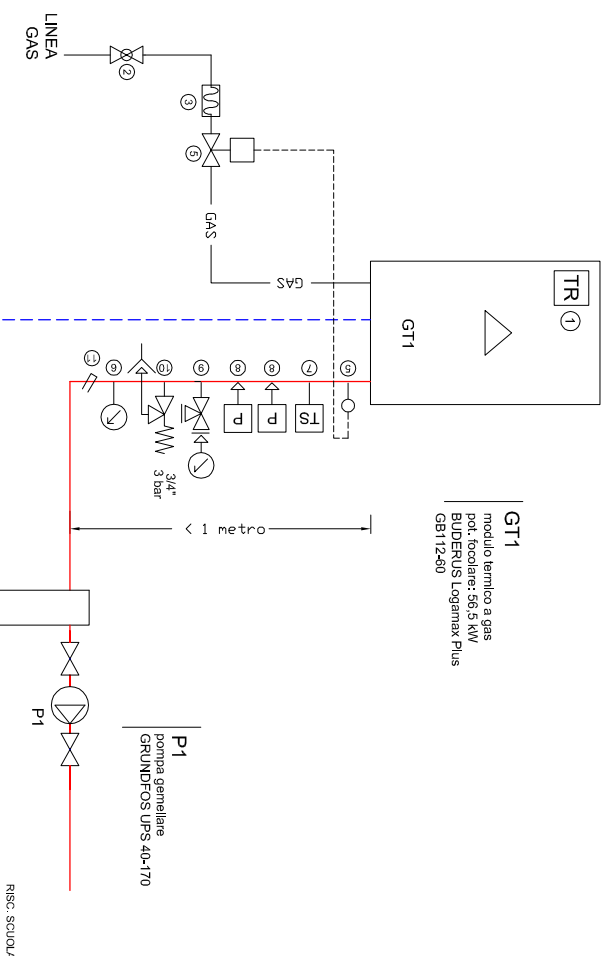 LINEA
GAS
2
3
5
GAS
GAS
TR
1
GT1
11
6
10
9
8
8
7
5
P
P
TS
3/4"
3 bar
< 1 metro
GT1
modulo termico a gas
pot. focolare: 56,5 kW
BUDERUS Logamax Plus
GB112-60
P1
P1
pompa gemellare
GRUNDFOS UPS 40-170
RISC. SCUOLA